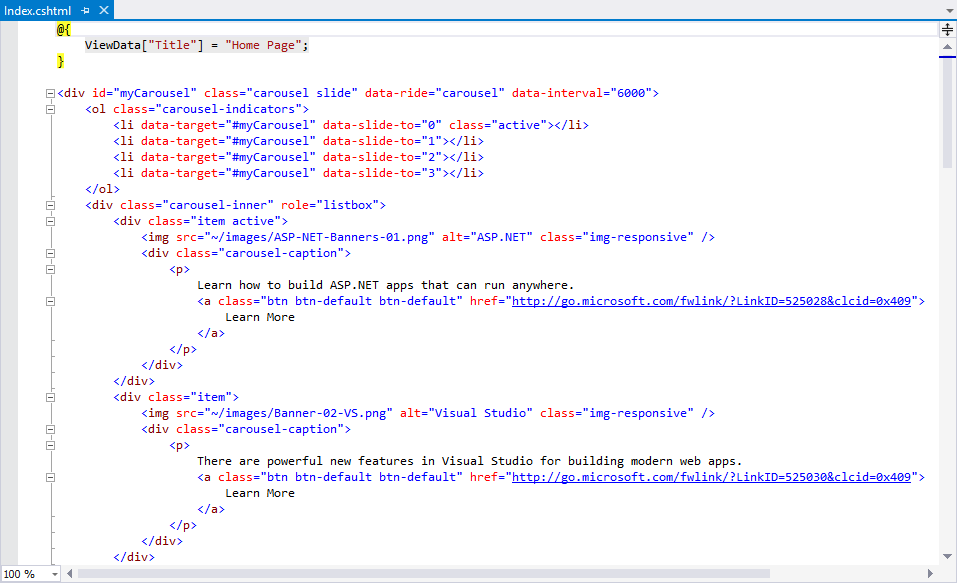 Index.cshtml
@{
    ViewData["Title"] = "Home Page";
}
<div id="myCarousel" class="carousel slide" data-ride="carousel" data-interval="6000">
    <ol class="carousel-indicators">
        <li data-target="#myCarousel" data-slide-to="0" class="active"></li>
        <li data-target="#myCarousel" data-slide-to="1"></li>
        <li data-target="#myCarousel" data-slide-to="2"></li>
        <li data-target="#myCarousel" data-slide-to="3"></li>
    </ol>
    <div class="carousel-inner" role="listbox">
        <div class="item active">
            <img src="~/images/ASP-NET-Banners-01.png" alt="ASP.NET" class="img-responsive" />
            <div class="carousel-caption">
                <p>
                    Learn how to build ASP.NET apps that can run anywhere.
                    <a class="btn btn-default btn-default" href="http://go.microsoft.com/fwlink/?LinkID=525028&clcid=0x409">
                        Learn More
                    </a>
                </p>
            </div>
        </div>
        <div class="item">
            <img src="~/images/Banner-02-VS.png" alt="Visual Studio" class="img-responsive" />
            <div class="carousel-caption">
                <p>
                    There are powerful new features in Visual Studio for building modern web apps.
                    <a class="btn btn-default btn-default" href="http://go.microsoft.com/fwlink/?LinkID=525030&clcid=0x409">
                        Learn More
                    </a>
                </p>
            </div>
        </div>
100 %